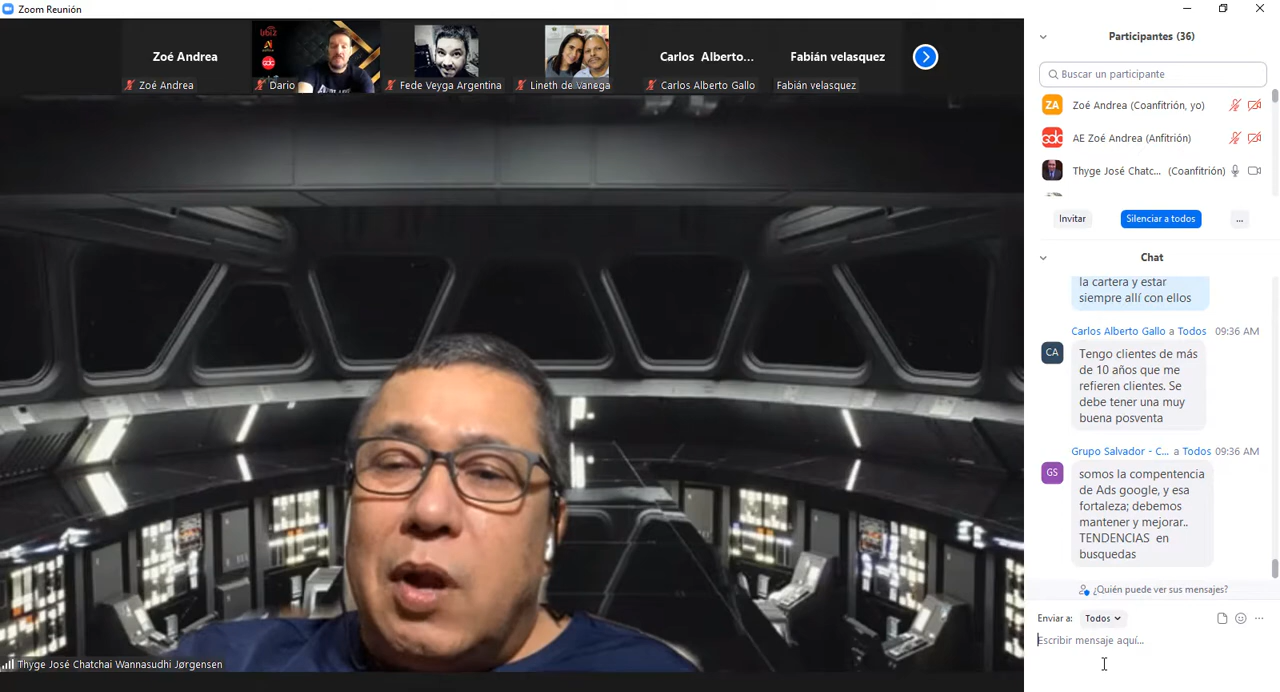 Zoom Reunión
Zoé Andrea
Zoé Andrea
libiz
gdc
Dario
Fede Veyga Argentina
Lineth de Vanega
Carlos Alberto...
Carlos Alberto Gallo
Fabián velasquez
Fabián velasquez
Thyge José Chatchai Wannasudhi Jørgensen
Participantes (36)
Buscar un participante
ZA
Zoé Andrea (Coanfitrión, yo)
gdc
AE Zoé Andrea (Anfitrión)
Thyge José Chatc... (Coanfitrión)
Invitar
Silenciar a todos
...
Chat
la cartera y estar
siempre allí con ellos
Carlos Alberto Gallo a Todos 09:36 AM
CA
Tengo clientes de más
de 10 años que me
refieren clientes. Se
debe tener una muy
buena posventa
Grupo Salvador - C... a Todos 09:36 AM
GS
somos la compentencia
de Ads google, y esa
fortaleza; debemos
mantener y mejorar..
TENDENCIAS en
busquedas
¿Quién puede ver sus mensajes?
Enviar a: Todos
Escribir mensaje aquí...